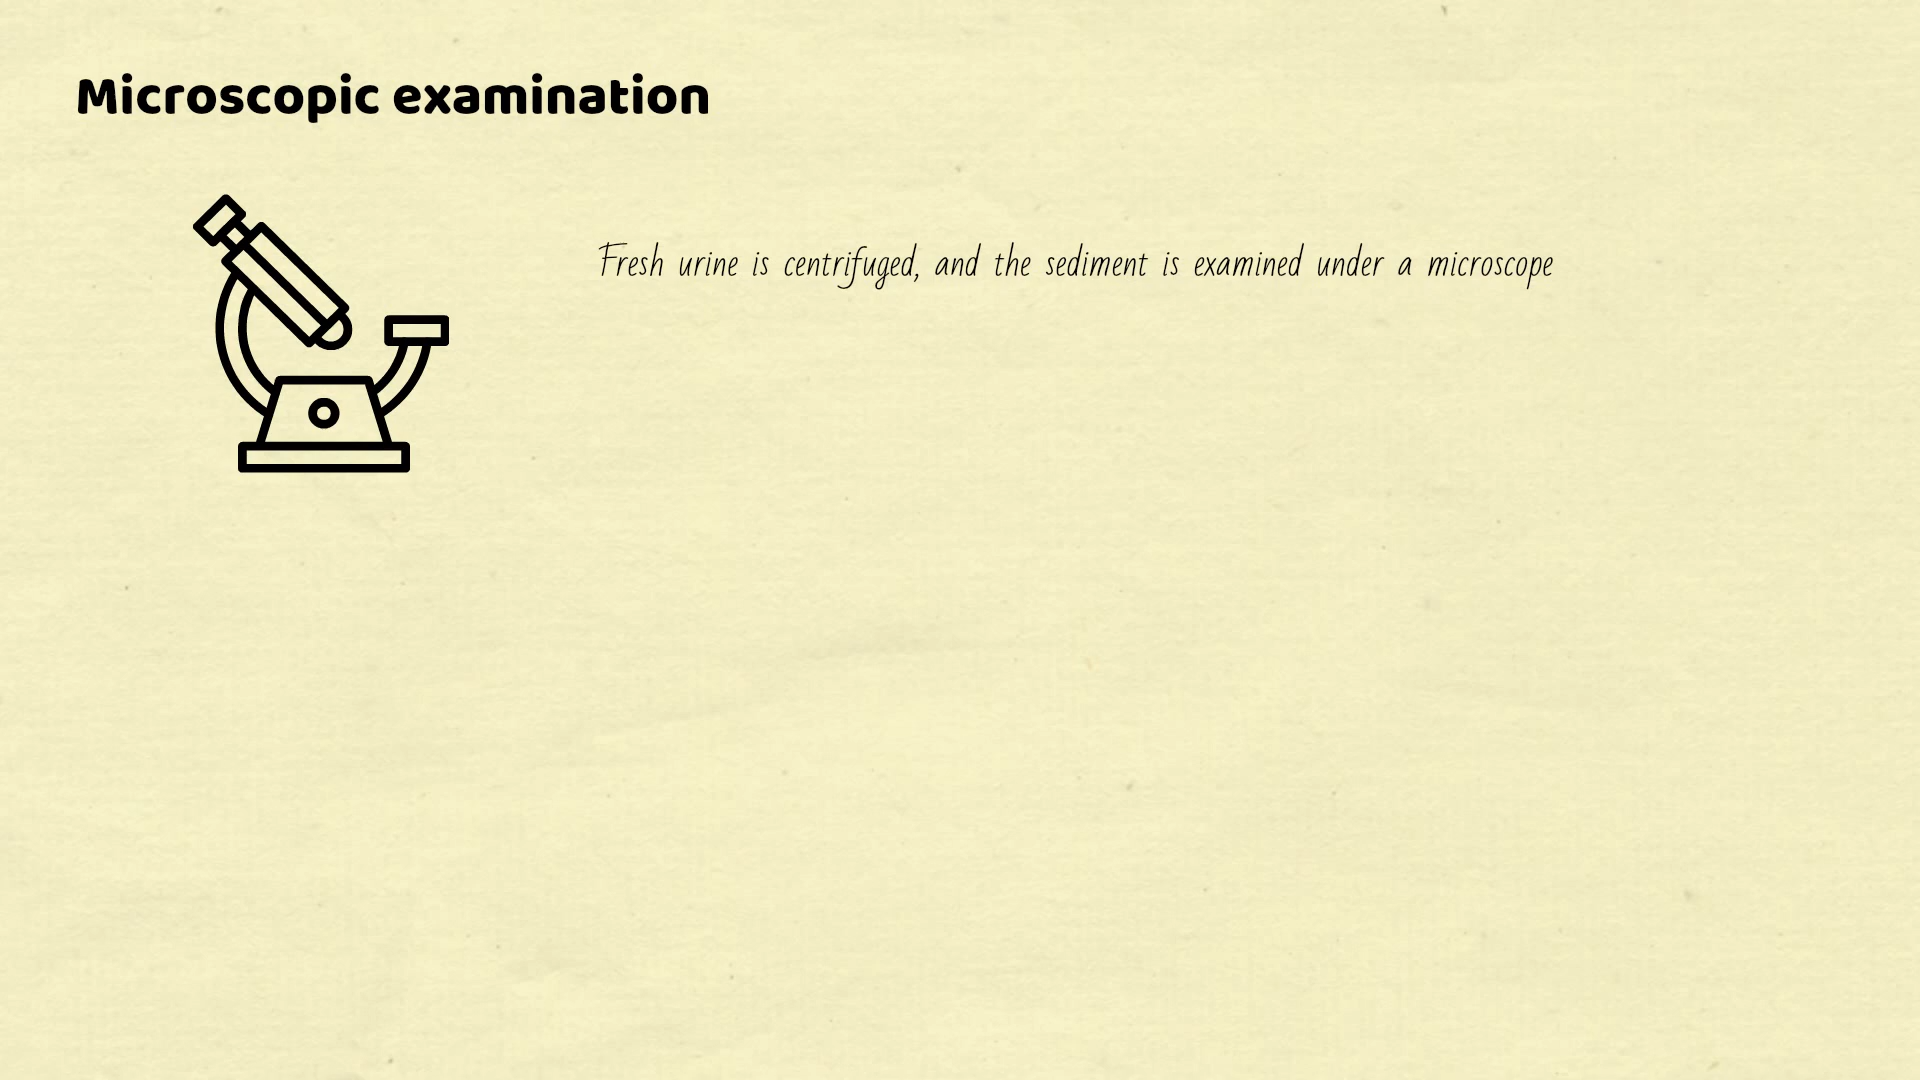 Microscopic examination
Fresh urine is centrifuged, and the sediment is examined under a microscope